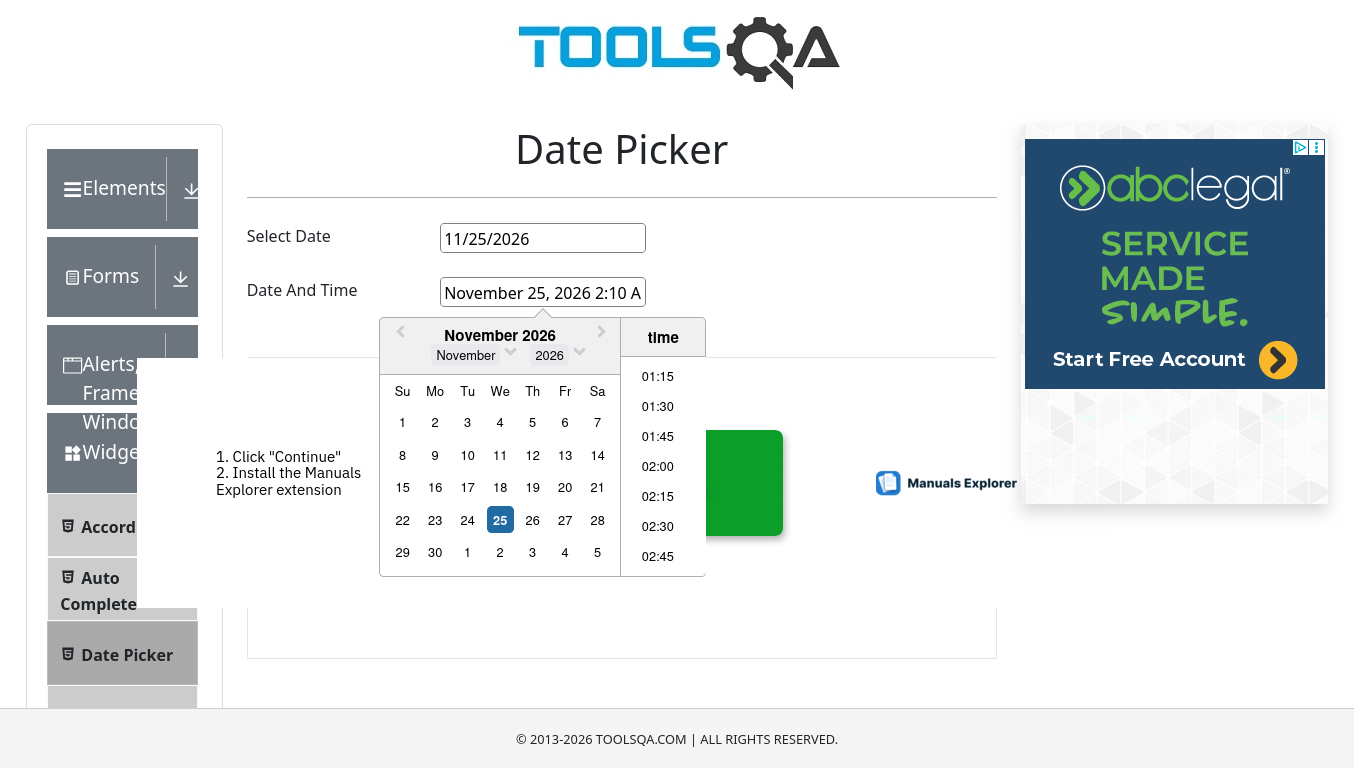 TOOLSQA
Date Picker
Elements
Forms
Alerts,
Frame
Windo
Widge
Accord
Auto
Complete
Date Picker
Select Date
11/25/2026
Date And Time
November 25, 2026 2:10 A
November 2026
November
2026
Su Mo Tu We Th Fr Sa
1 2 3 4 5 6 7
8 9 10 11 12 13 14
15 16 17 18 19 20 21
22 23 24 25 26 27 28
29 30 1 2 3 4 5
time
01:15
01:30
01:45
02:00
02:15
02:30
02:45
1. Click "Continue"
2. Install the Manuals
Explorer extension
Manuals Explorer
abclegal®
SERVICE
MADE
SIMPLE.
Start Free Account
© 2013-2026 TOOLSQA.COM | ALL RIGHTS RESERVED.